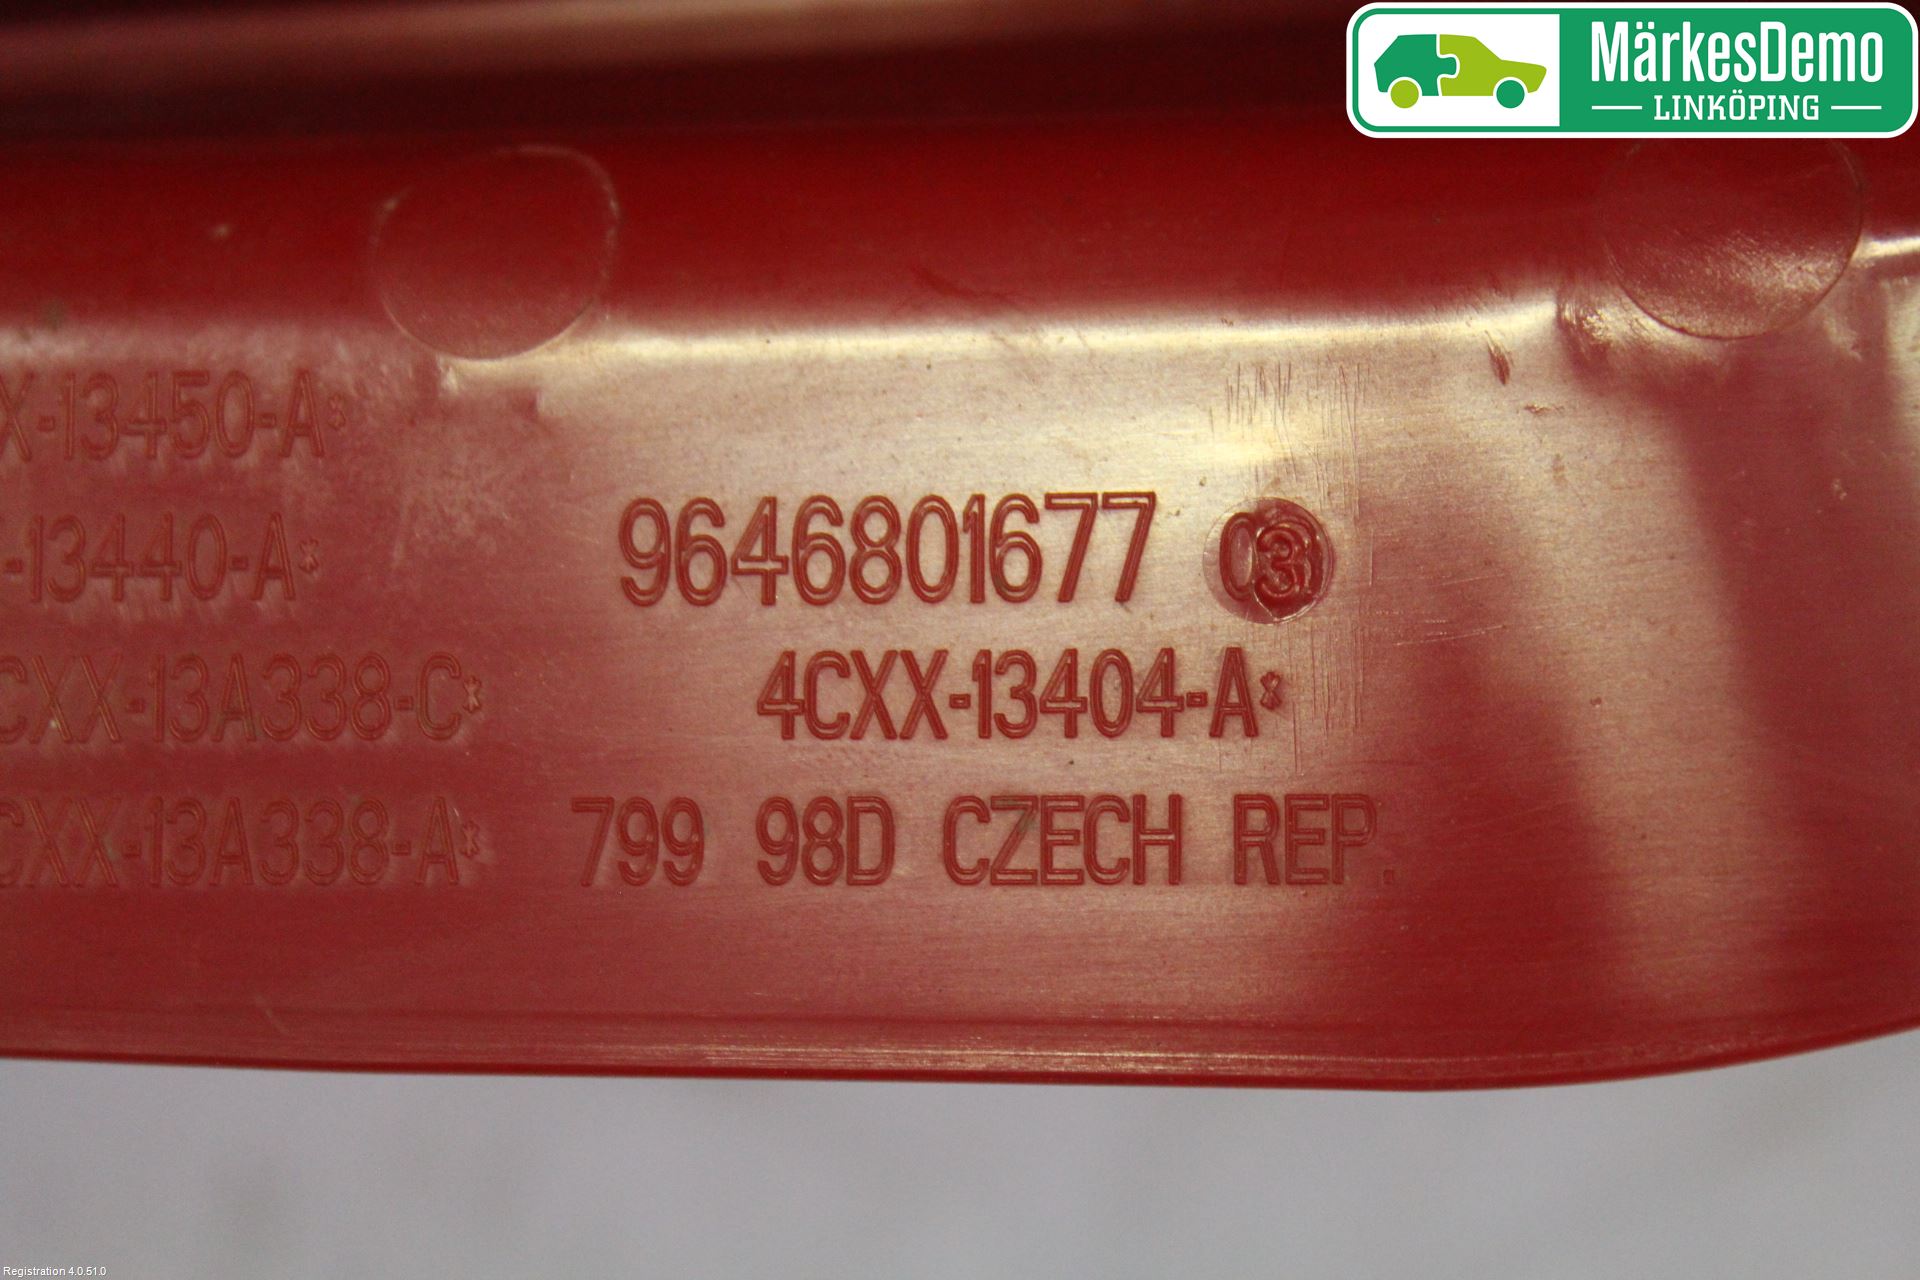 MärkesDemo
LINKÖPING
X-13450-A*
-13440-A*
CXX-13A338-C*
CXX-13A338-A*
9646801677 03
4CXX-13404-A*
799 98D CZECH REP.
Registration 4.0.51.0